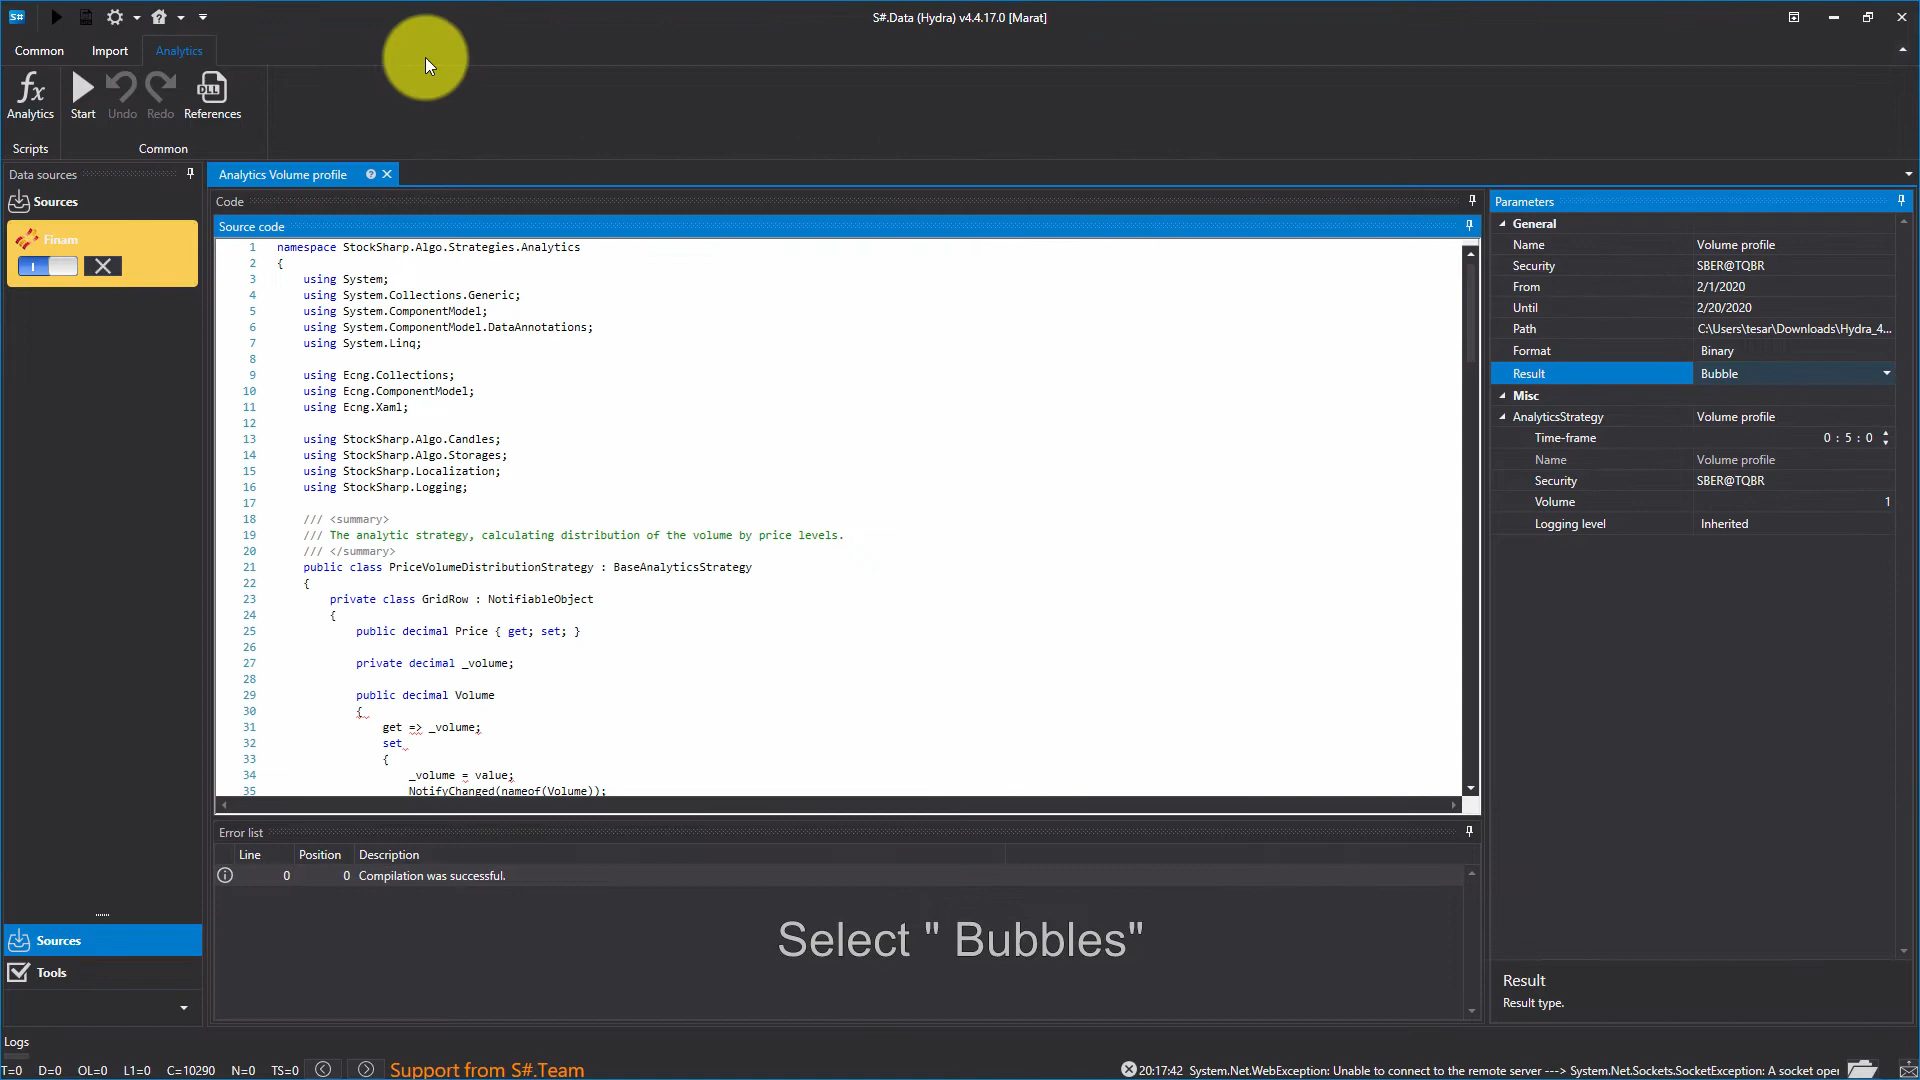 S#
S#.Data (Hydra) v4.4.17.0 [Marat]
Common Import Analytics
fx DLL
Analytics Start Undo Redo References
Scripts Common
Data sources
Sources
Finam
Analytics Volume profile
Code
Source code
1 namespace StockSharp.Algo.Strategies.Analytics
2 {
3 using System;
4 using System.Collections.Generic;
5 using System.ComponentModel;
6 using System.ComponentModel.DataAnnotations;
7 using System.Linq;
8
9 using Ecng.Collections;
10 using Ecng.ComponentModel;
11 using Ecng.Xaml;
12
13 using StockSharp.Algo.Candles;
14 using StockSharp.Algo.Storages;
15 using StockSharp.Localization;
16 using StockSharp.Logging;
17
18 /// <summary>
19 /// The analytic strategy, calculating distribution of the volume by price levels.
20 /// </summary>
21 public class PriceVolumeDistributionStrategy : BaseAnalyticsStrategy
22 {
23 private class GridRow : NotifiableObject
24 {
25 public decimal Price { get; set; }
26
27 private decimal _volume;
28
29 public decimal Volume
30 {
31 get => _volume;
32 set
33 {
34 _volume = value;
35 NotifyChanged(nameof(Volume));
Parameters
General
Name Volume profile
Security SBER@TQBR
From 2/1/2020
Until 2/20/2020
Path C:\Users\tesar\Downloads\Hydra_4...
Format Binary
Result Bubble
Misc
AnalyticsStrategy Volume profile
Time-frame 0 : 5 : 0
Name Volume profile
Security SBER@TQBR
Volume 1
Logging level Inherited
Error list
Line Position Description
0 0 Compilation was successful.
Select " Bubbles"
Sources
Tools
Result
Result type.
Logs
T=0 D=0 OL=0 L1=0 C=10290 N=0 TS=0 Support from S#.Team 20:17:42 System.Net.WebException: Unable to connect to the remote server ---> System.Net.Sockets.SocketException: A socket oper